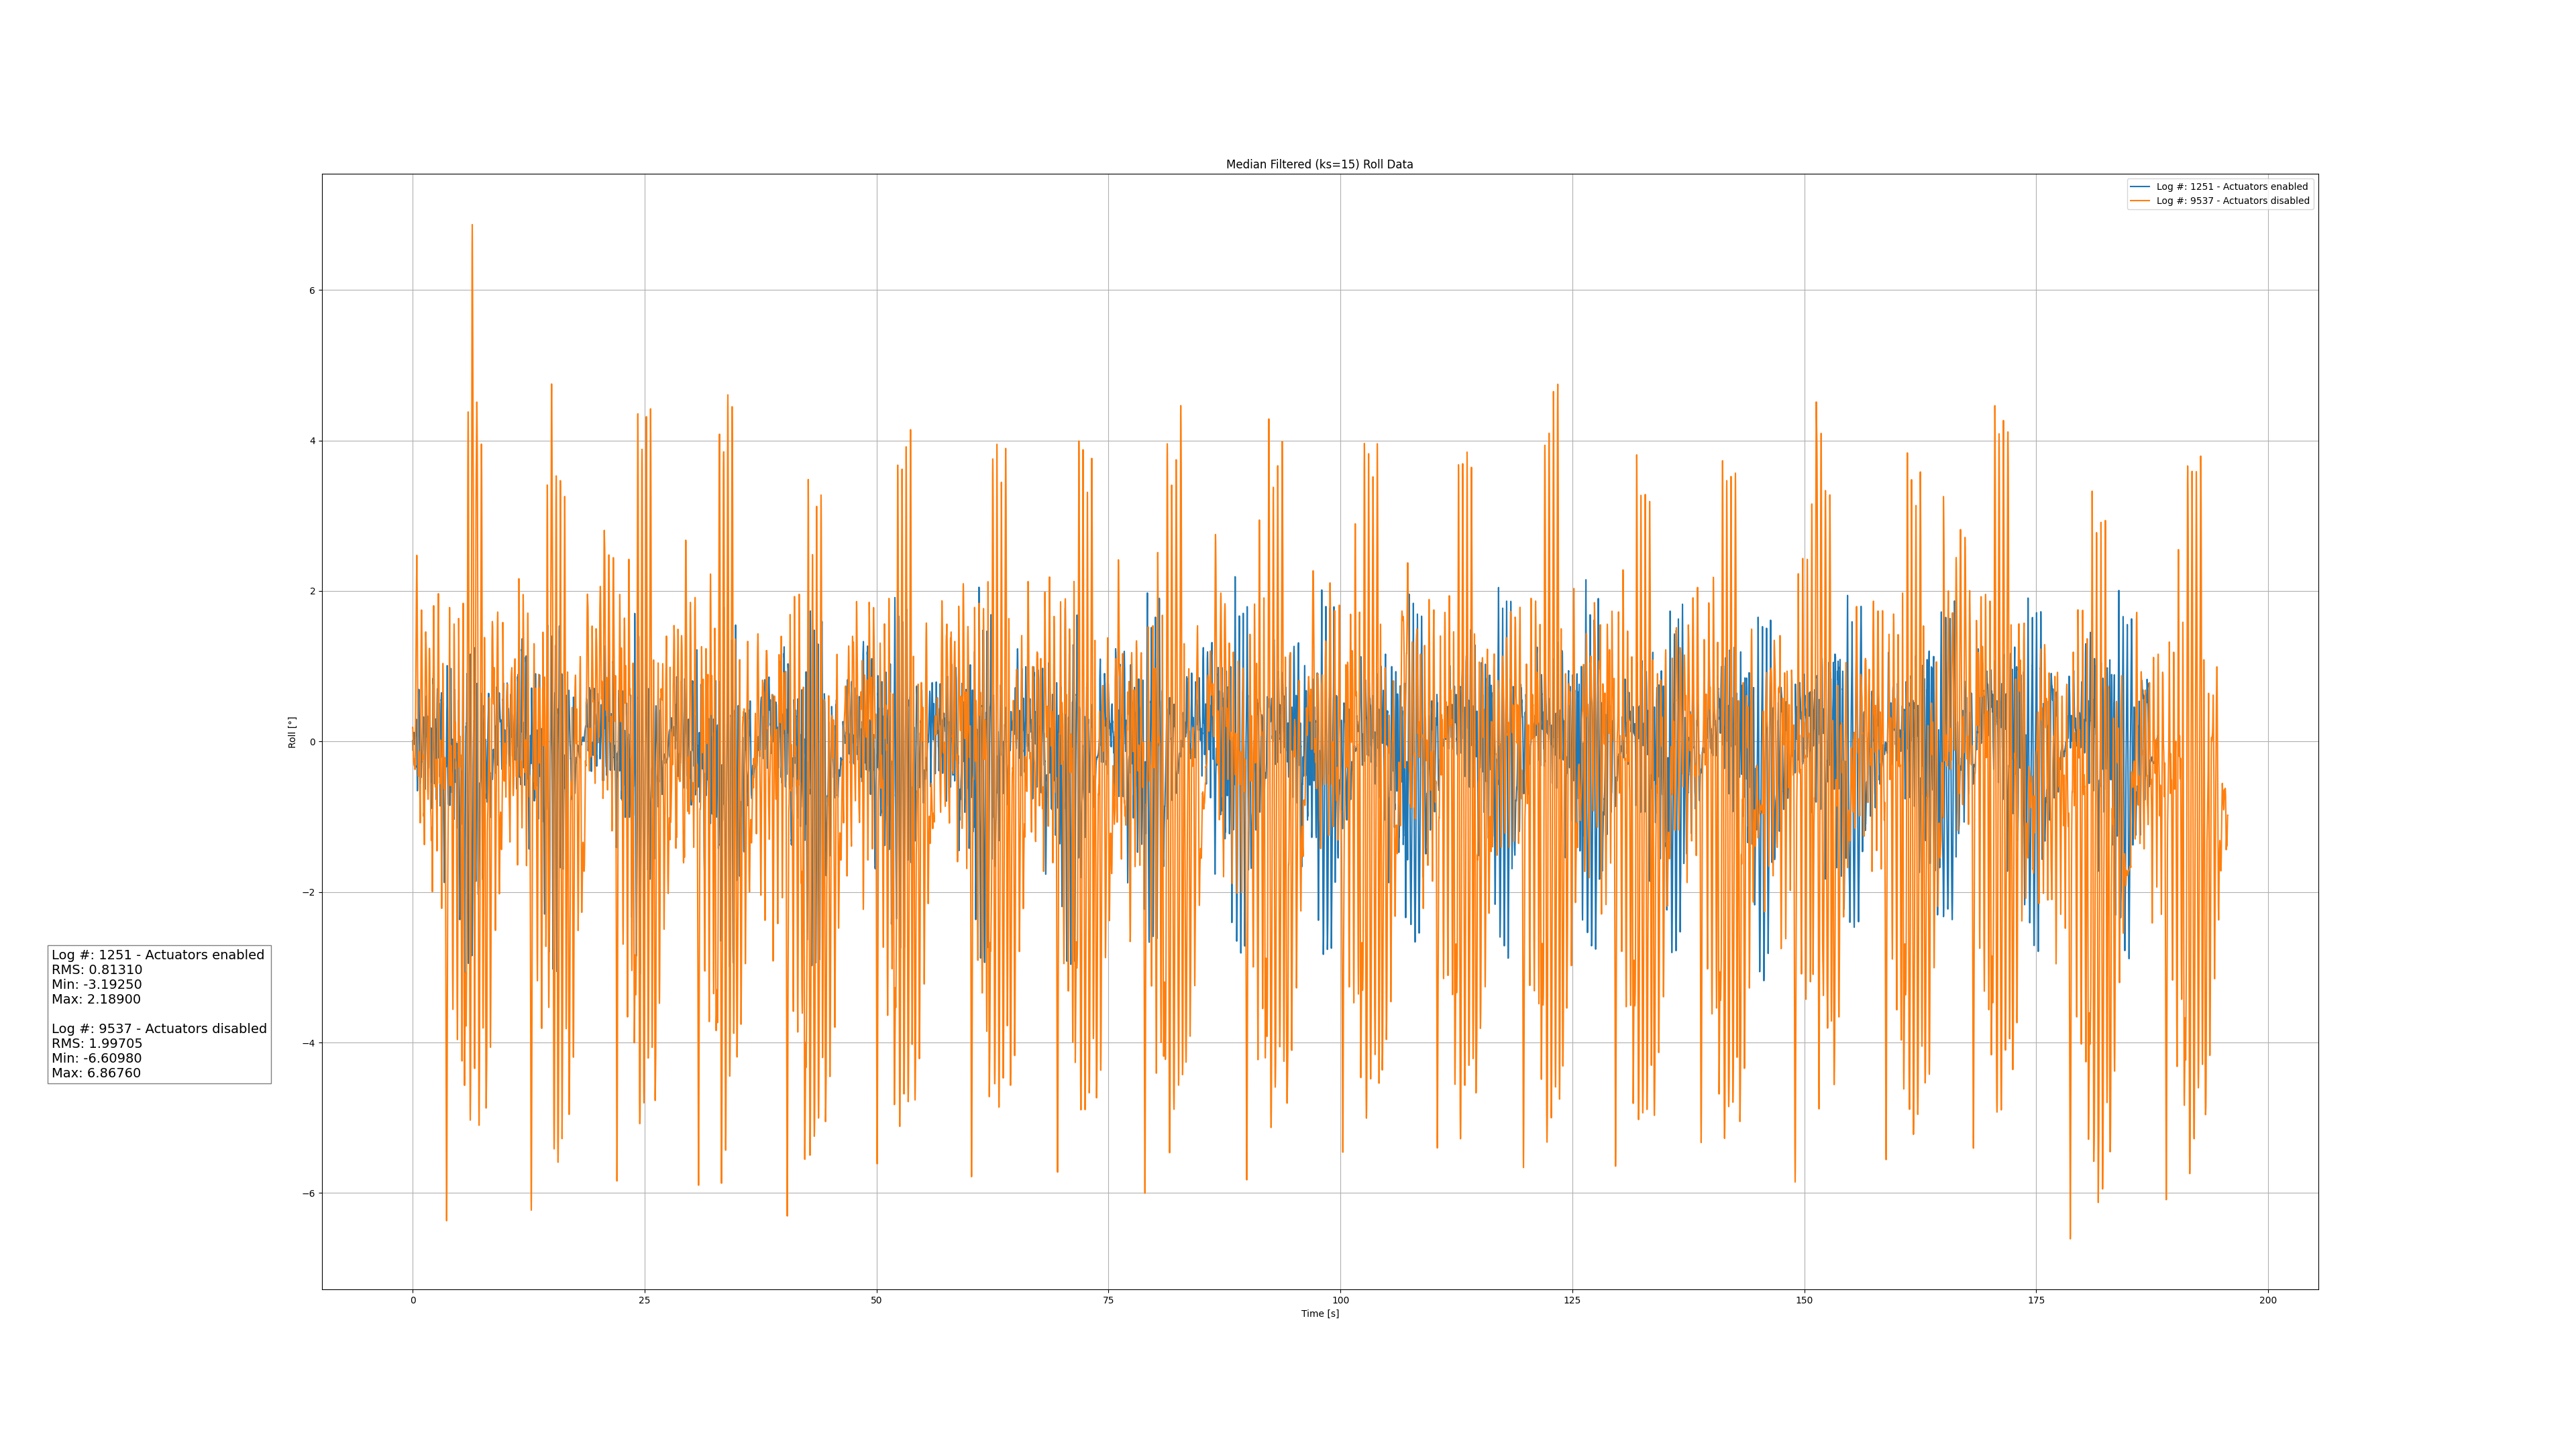 Median Filtered (ks=15) Roll Data
Log #: 1251 - Actuators enabled
Log #: 9537 - Actuators disabled
6
4
2
0
−2
−4
−6
Roll [°]
0
25
50
75
100
125
150
175
200
Time [s]
Log #: 1251 - Actuators enabled
RMS: 0.81310
Min: -3.19250
Max: 2.18900
Log #: 9537 - Actuators disabled
RMS: 1.99705
Min: -6.60980
Max: 6.86760